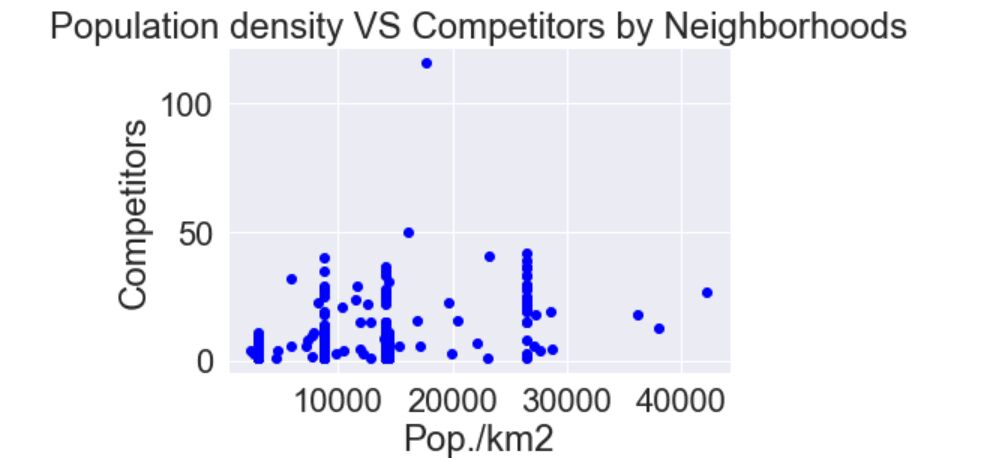 Population density VS Competitors by Neighborhoods
Competitors
100
50
0
10000 20000 30000 40000
Pop./km2